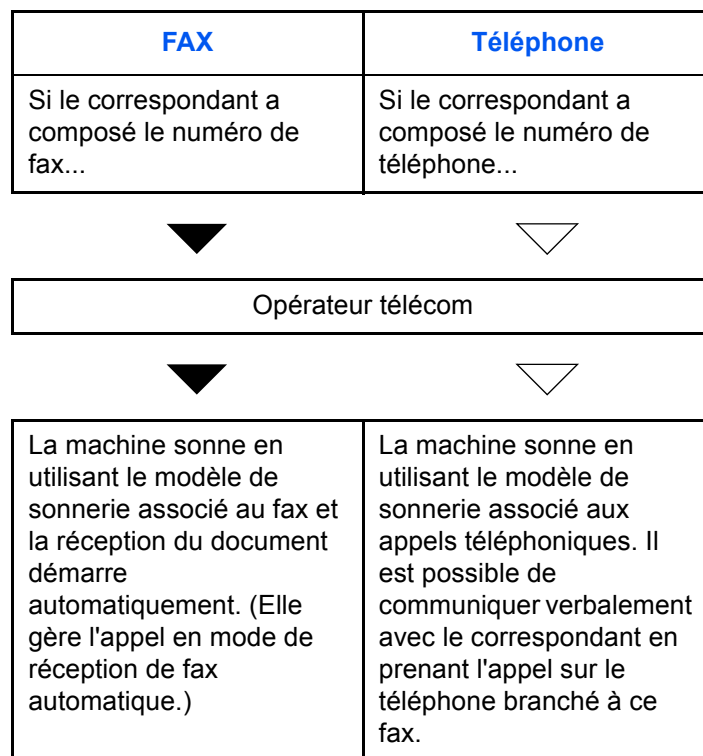 FAX
Téléphone
Si le correspondant a
composé le numéro de
fax...
Si le correspondant a
composé le numéro de
téléphone...
Opérateur télécom
La machine sonne en
utilisant le modèle de
sonnerie associé au fax et
la réception du document
démarre
automatiquement. (Elle
gère l'appel en mode de
réception de fax
automatique.)
La machine sonne en
utilisant le modèle de
sonnerie associé aux
appels téléphoniques. Il
est possible de
communiquer verbalement
avec le correspondant en
prenant l'appel sur le
téléphone branché à ce
fax.